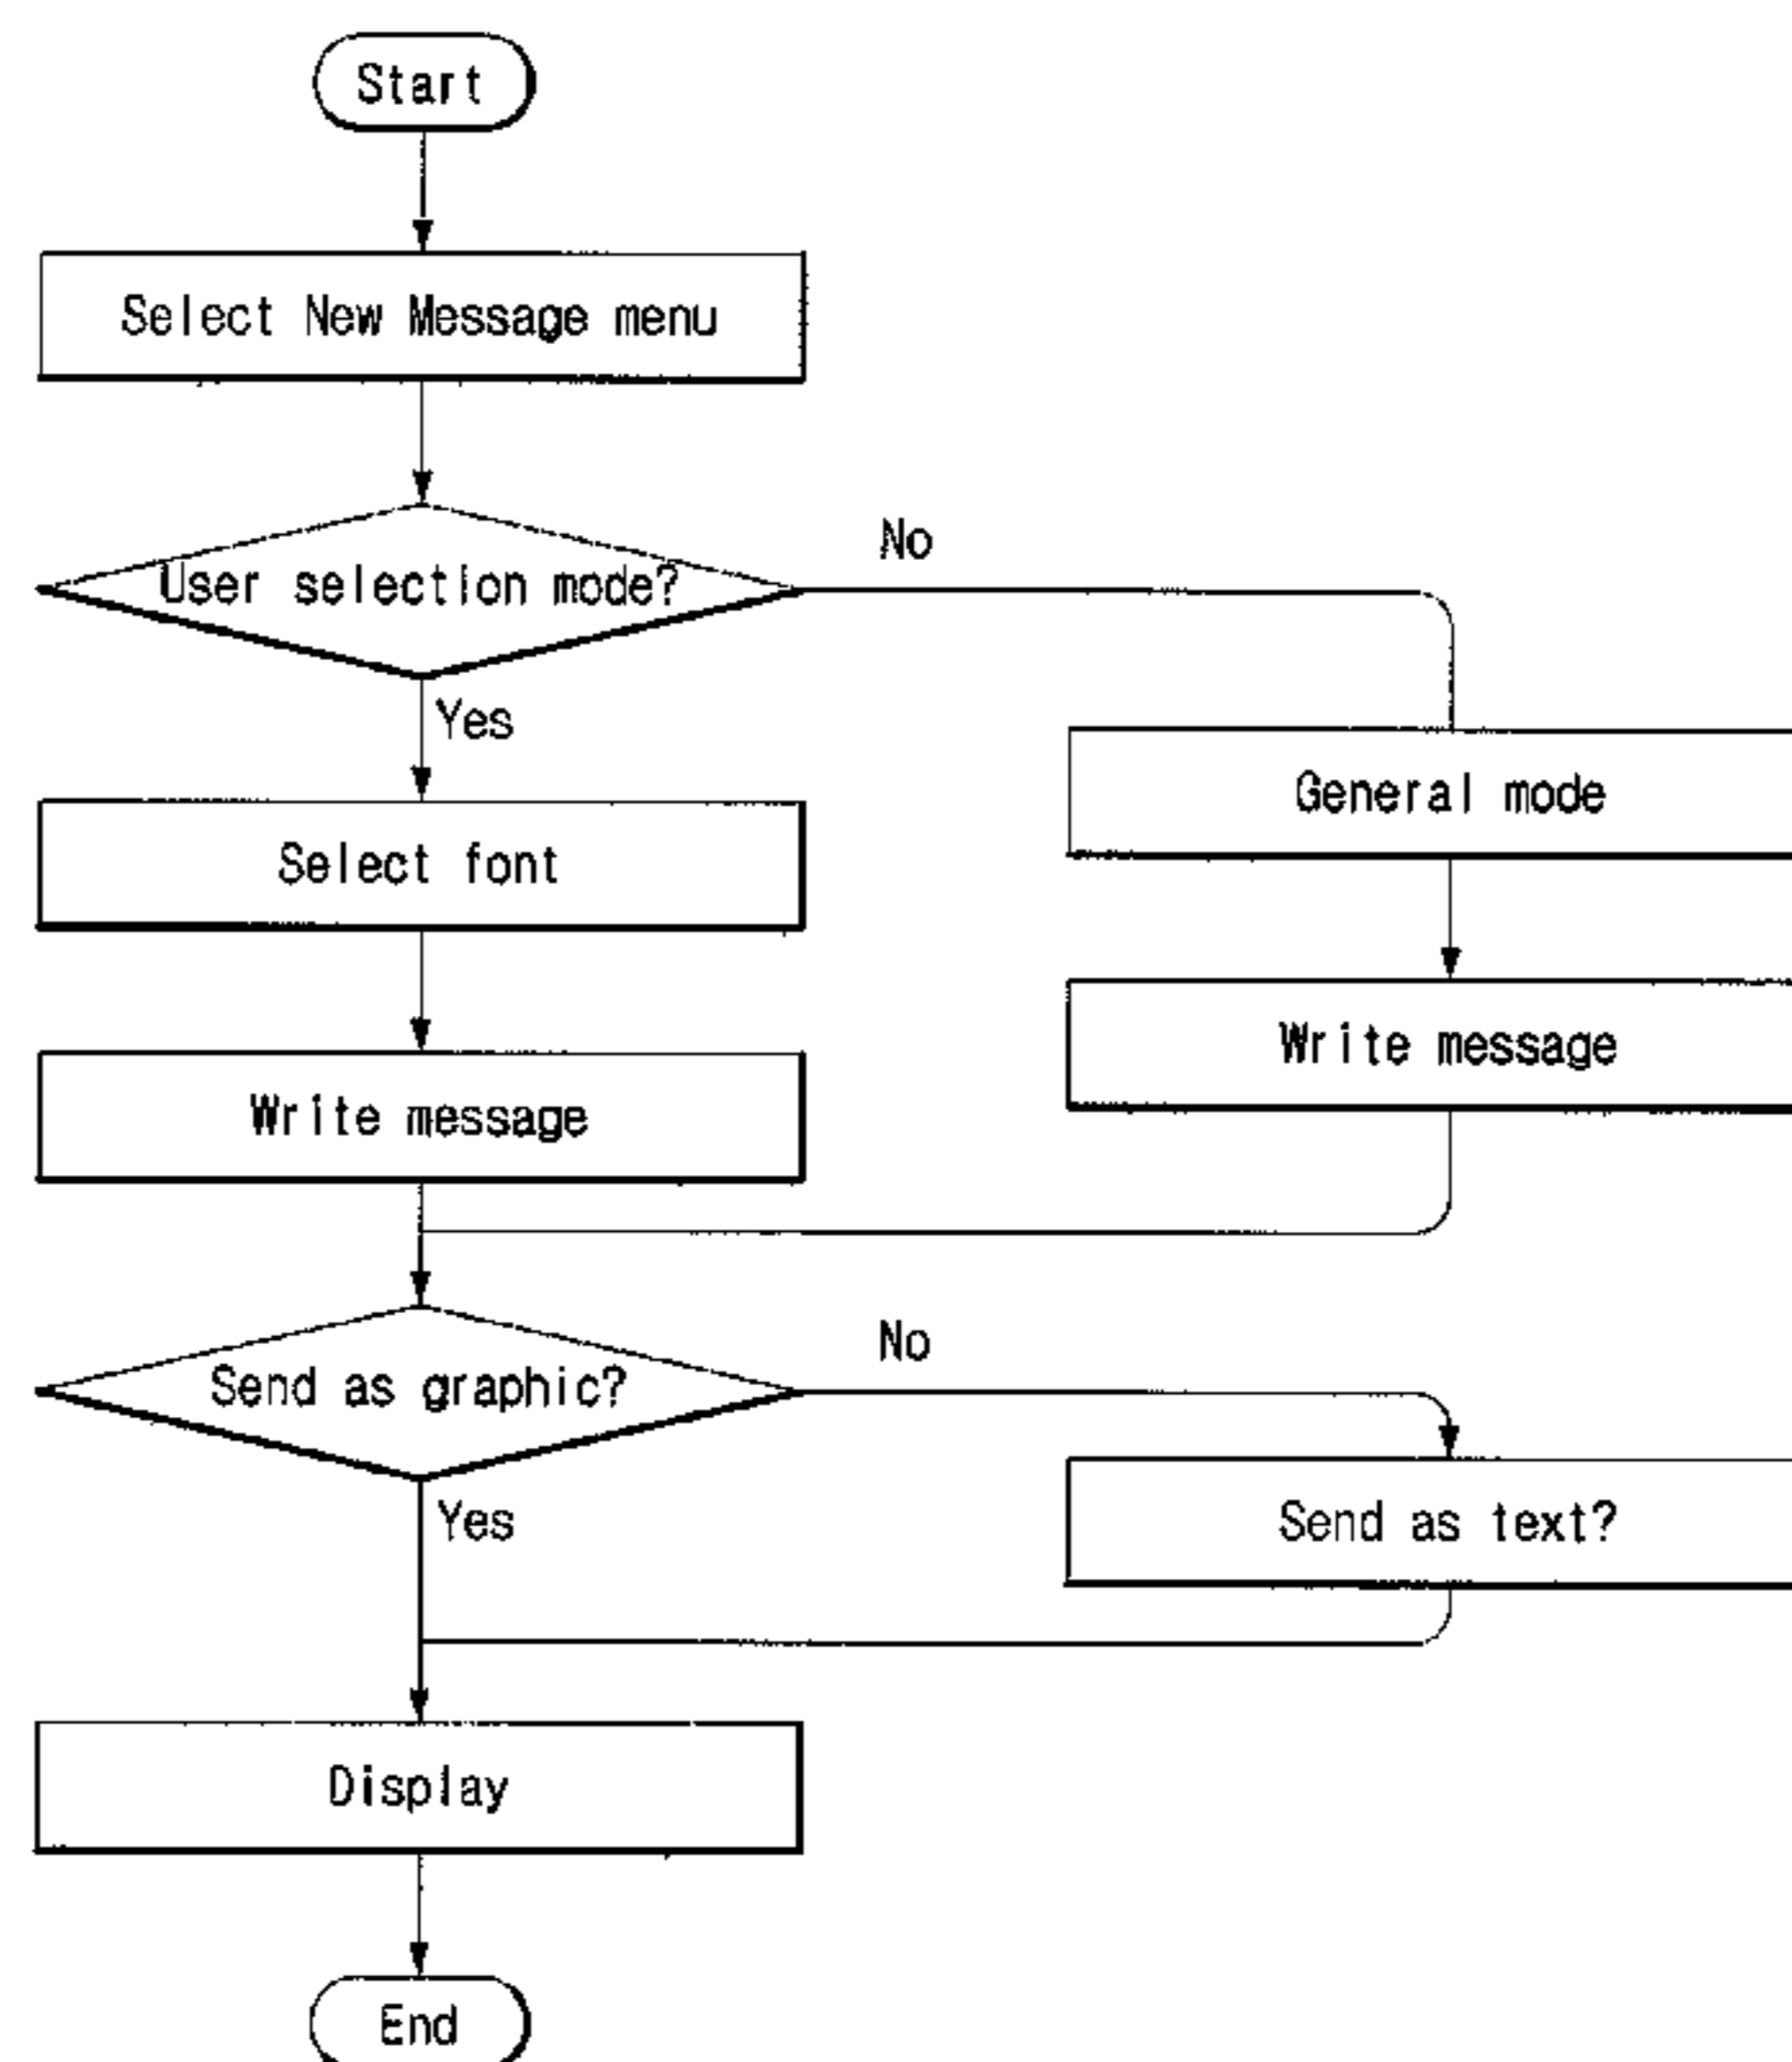 Start
Select New Message menu
User selection mode?
No
Yes
General mode
Select font
Write message
Write message
Send as graphic?
No
Yes
Send as text?
Display
End